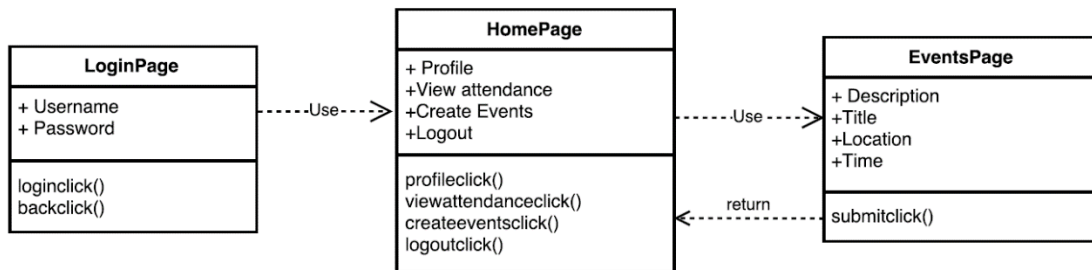 LoginPage
+ Username
+ Password
loginclick()
backclick()
Use
HomePage
+ Profile
+View attendance
+Create Events
+Logout
profileclick()
viewattendanceclick()
createeventsclick()
logoutclick()
Use
return
EventsPage
+ Description
+Title
+Location
+Time
submitclick()